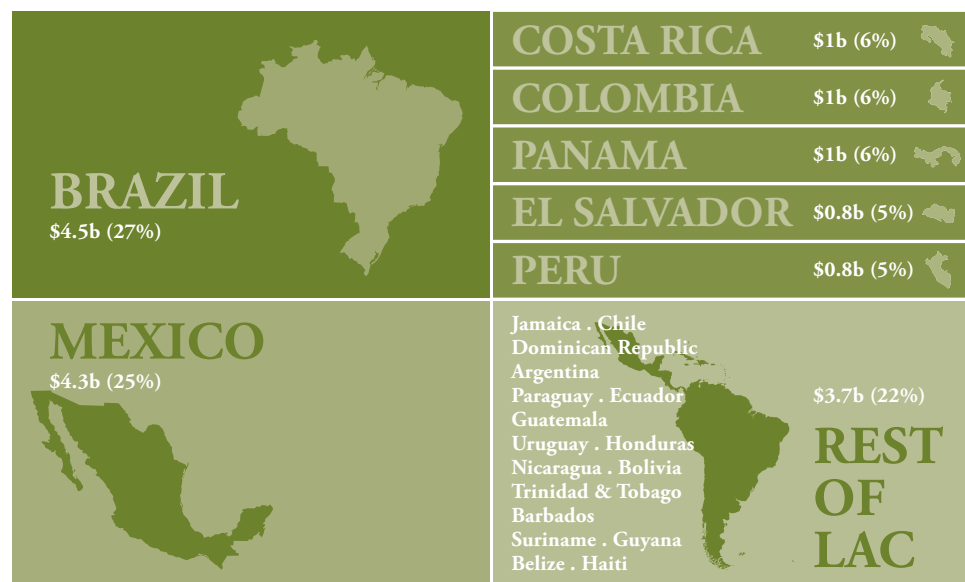 BRAZIL
$4.5b (27%)
COSTA RICA $1b (6%)
COLOMBIA $1b (6%)
PANAMA $1b (6%)
EL SALVADOR $0.8b (5%)
PERU $0.8b (5%)
MEXICO
$4.3b (25%)
Jamaica . Chile
Dominican Republic
Argentina
Paraguay . Ecuador
Guatemala
Uruguay . Honduras
Nicaragua . Bolivia
Trinidad & Tobago
Barbados
Suriname . Guyana
Belize . Haiti
$3.7b (22%)
REST
OF
LAC